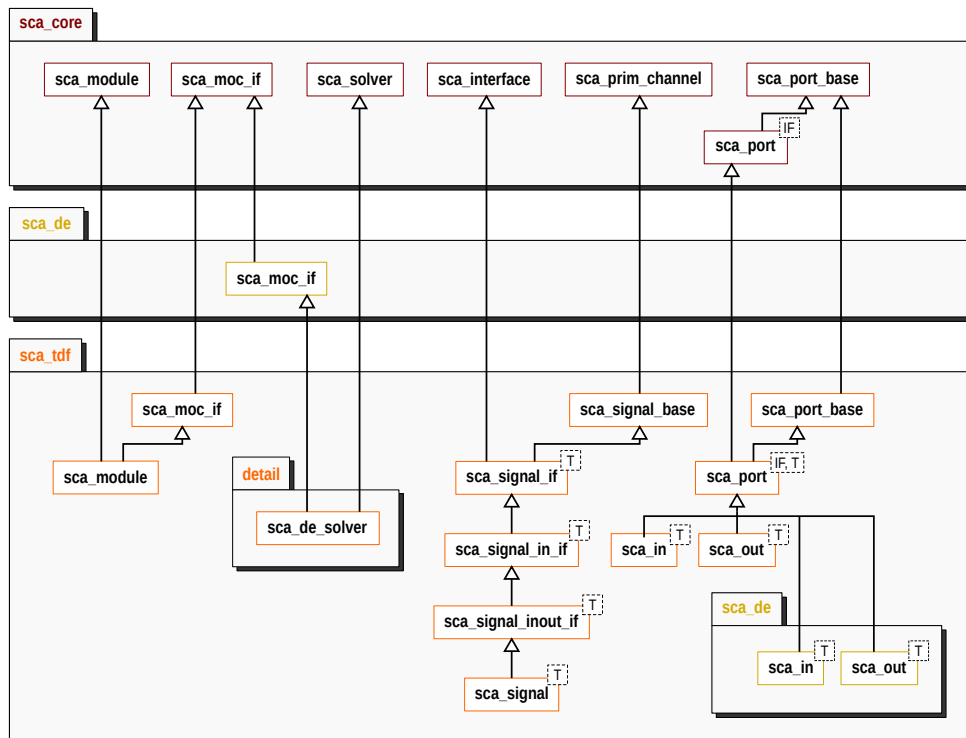 sca_core
sca_module
sca_moc_if
sca_solver
sca_interface
sca_prim_channel
sca_port_base
IF
sca_port
sca_de
sca_moc_if
sca_tdf
sca_moc_if
sca_signal_base
sca_port_base
sca_module
detail
sca_de_solver
T
sca_signal_if
IF, T
sca_port
T
sca_signal_in_if
T
sca_in
T
sca_out
T
sca_signal_inout_if
sca_de
T
sca_in
T
sca_out
T
sca_signal